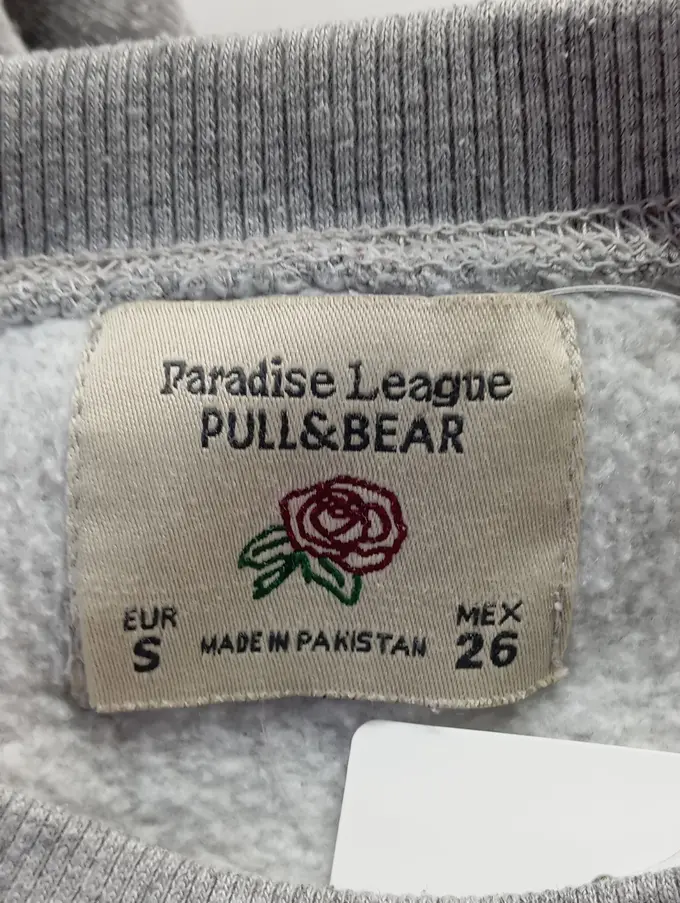 Paradise League
PULL&BEAR
EUR
S
MADE IN PAKISTAN
MEX
26